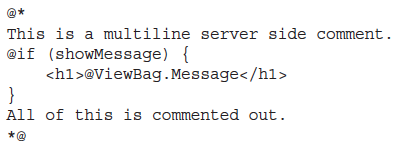 @*
This is a multiline server side comment.
@if (showMessage) {
    <h1>@ViewBag.Message</h1>
}
All of this is commented out.
*@